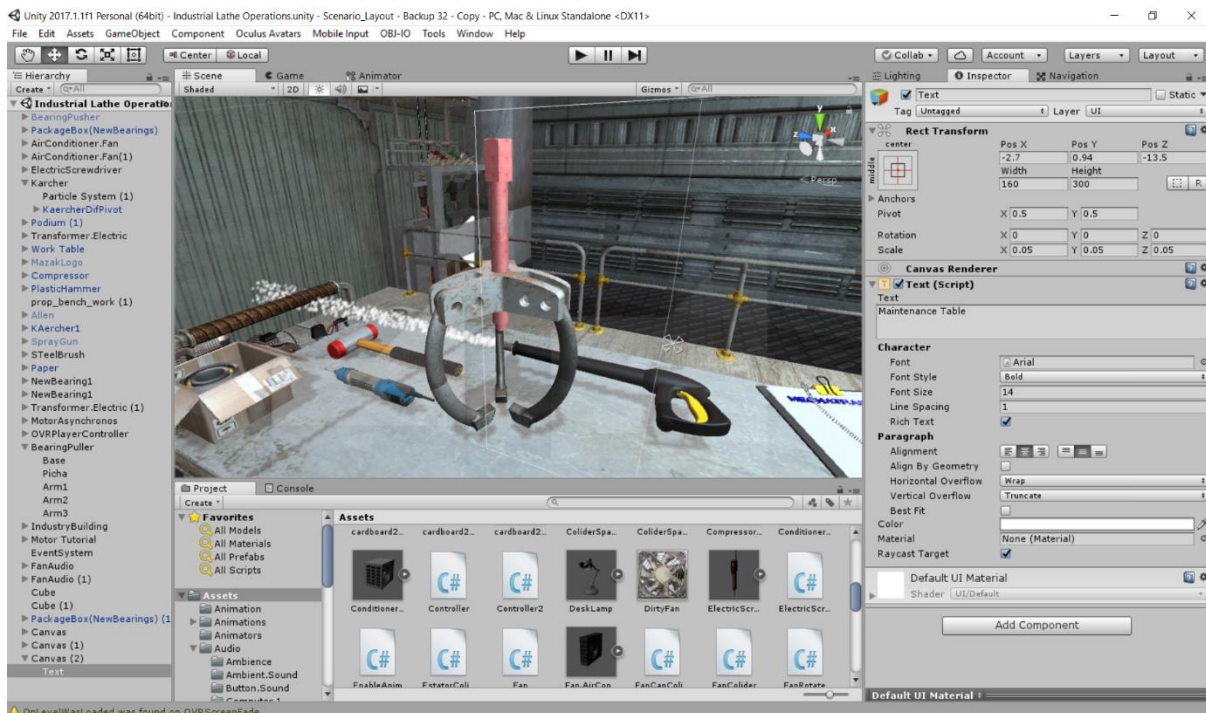 Unity 2017.1.1f1 Personal (64bit) - Industrial Lathe Operations.unity - Scenario_Layout - Backup 32 - Copy - PC, Mac & Linux Standalone <DX11>
File Edit Assets GameObject Component Oculus Avatars Mobile Input OBJ-IO Tools Window Help
Center Local Collab Account Layers Layout
Hierarchy
Create All
Industrial Lathe Operatio
BearingPusher
PackageBox(NewBearings)
AirConditioner.Fan
AirConditioner.Fan(1)
ElectricScrewdriver
Karcher
Particle System (1)
KaercherDifPivot
Podium (1)
Transformer.Electric
Work Table
MazakLogo
Compressor
PlasticHammer
prop_bench_work (1)
Allen
KAercher1
SprayGun
STeelBrush
Paper
NewBearing1
NewBearing1
Transformer.Electric (1)
MotorAsynchronos
OVRPlayerController
BearingPuller
Base
Picha
Arm1
Arm2
Arm3
IndustryBuilding
Motor Tutorial
EventSystem
FanAudio
FanAudio (1)
Cube
Cube (1)
PackageBox(NewBearings) (1
Canvas
Canvas (1)
Canvas (2)
Text
Scene Game Animator
Shaded 2D Gizmos All
y
z x
Persp
Project Console
Create
Favorites
All Models
All Materials
All Prefabs
All Scripts
Assets
Animation
Animations
Animators
Audio
Ambience
Ambient.Sound
Button.Sound
Assets
cardboard2... cardboard2... cardboard2... ColiderSpa... ColiderSpa... Compressor... Conditioner...
C# C# C# C# C# C# C# C#
Conditioner... Controller Controller2 DeskLamp DirtyFan ElectricScr... ElectricScr...
EnableAnim EstatorColi Fan Fan.AirCon FanCanColi FanColider FanRotate
Lighting Inspector Navigation
Text Static
Tag Untagged Layer UI
Rect Transform
center Pos X Pos Y Pos Z
middle -2.7 0.94 -13.5
Width Height
160 300 R
Anchors
Pivot X 0.5 Y 0.5
Rotation X 0 Y 0 Z 0
Scale X 0.05 Y 0.05 Z 0.05
Canvas Renderer
Text (Script)
Text
Maintenance Table
Character
Font Arial
Font Style Bold
Font Size 14
Line Spacing 1
Rich Text
Paragraph
Alignment
Align By Geometry
Horizontal Overflow Wrap
Vertical Overflow Truncate
Best Fit
Color
Material None (Material)
Raycast Target
Default UI Material
Shader UI/Default
Add Component
Default UI Material
OnLevelWasLoaded was found on OVRScreenFade